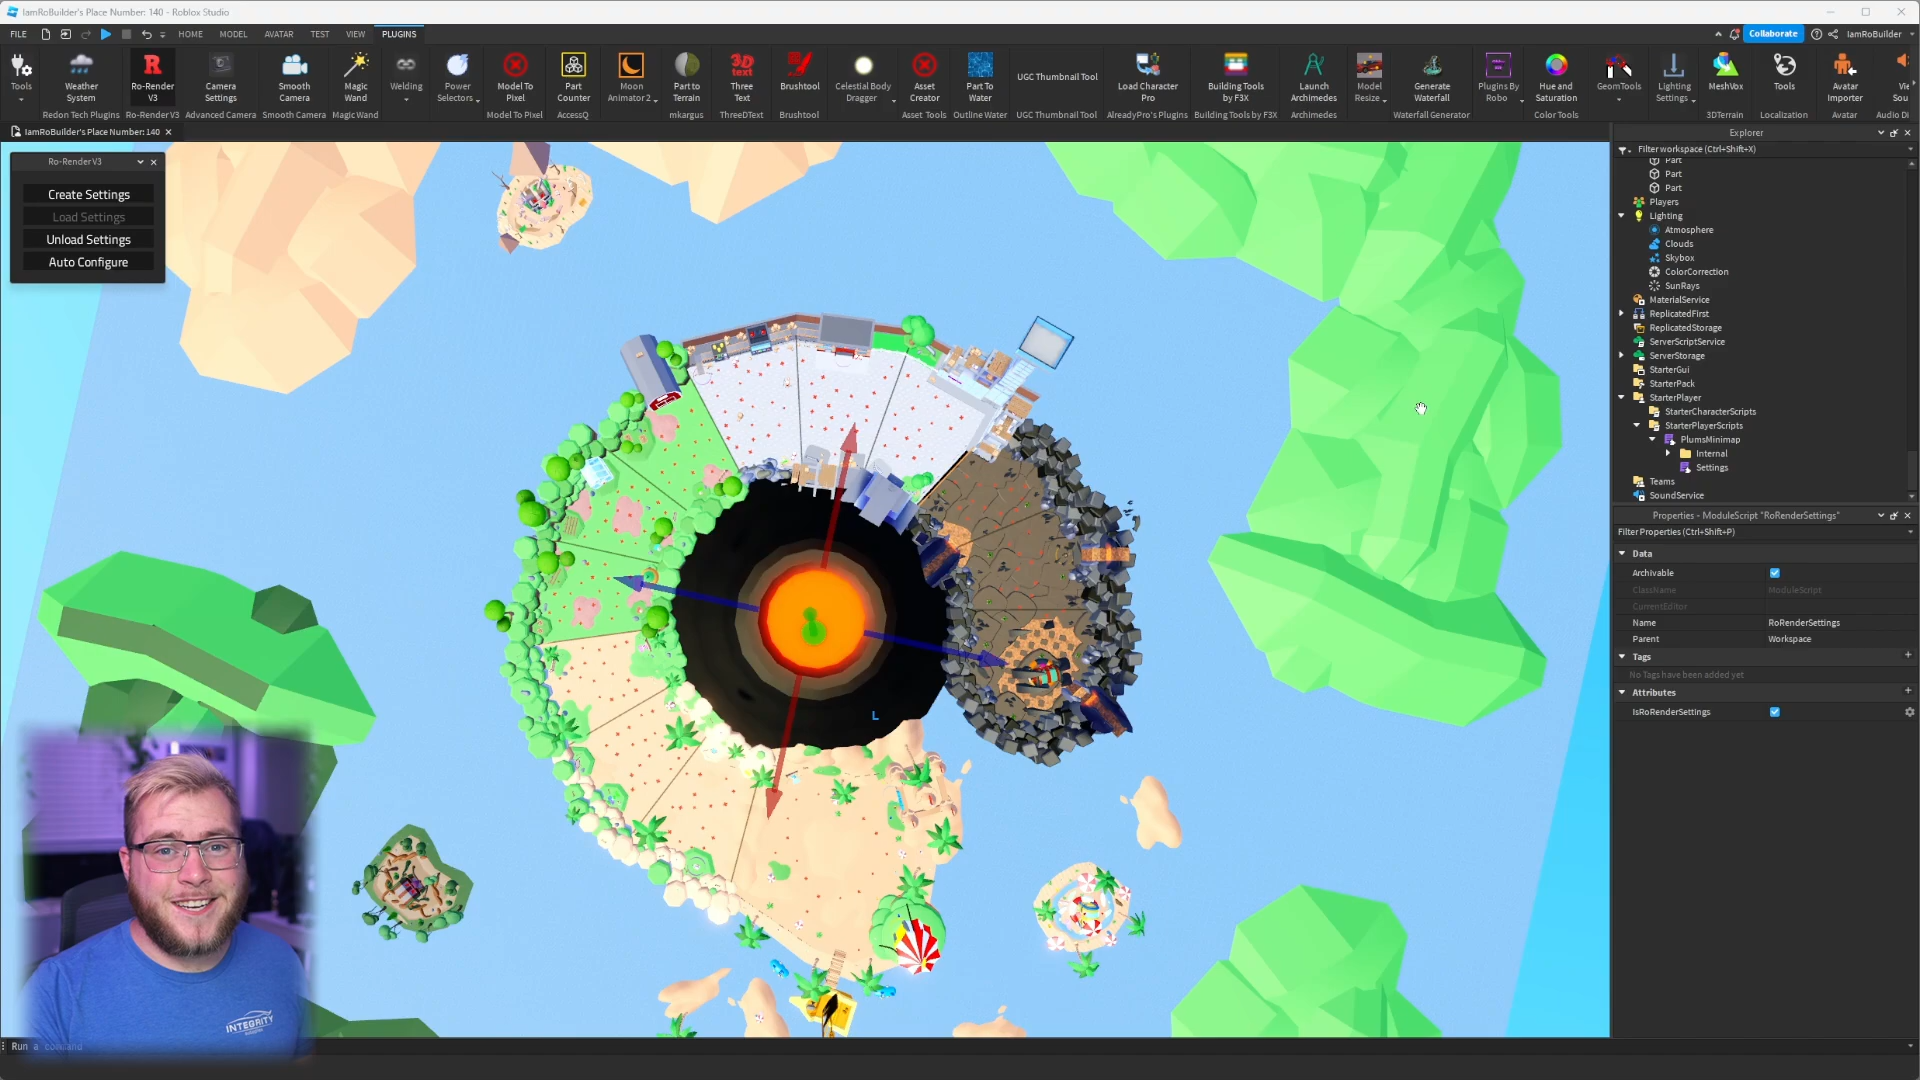 IamRoBuilder's Place Number: 140 - Roblox Studio
FILE HOME MODEL AVATAR TEST VIEW PLUGINS Collaborate IamRoBuilder
Tools
Weather System
Ro-Render V3
Camera Settings
Smooth Camera
Magic Wand
Welding
Power Selectors
Model To Pixel
Part Counter
Moon Animator 2
Part to Terrain
3D text
Three Text
Brushtool
Celestial Body Dragger
Asset Creator
Part To Water
UGC Thumbnail Tool
Load Character Pro
Building Tools by F3X
Launch Archimedes
Model Resize
Generate Waterfall
Plugins By Robo
Hue and Saturation
GeomTools
Lighting Settings
MeshVox
Tools
Avatar Importer
Redon Tech Plugins Ro-Render V3 Advanced Camera Smooth Camera Magic Wand Model To Pixel AccessQ mkargus ThreeDText Brushtool Asset Tools Outline Water UGC Thumbnail Tool AlreadyPro's Plugins Building Tools by F3X Archimedes Waterfall Generator Color Tools 3DTerrain Localization Avatar
IamRoBuilder's Place Number: 140
Ro-Render V3
Create Settings
Load Settings
Unload Settings
Auto Configure
L
INTEGRITY
Run a command
Explorer
Filter workspace (Ctrl+Shift+X)
Part
Part
Part
Players
Lighting
Atmosphere
Clouds
Skybox
ColorCorrection
SunRays
MaterialService
ReplicatedFirst
ReplicatedStorage
ServerScriptService
ServerStorage
StarterGui
StarterPack
StarterPlayer
StarterCharacterScripts
StarterPlayerScripts
PlumsMinimap
Internal
Settings
Teams
SoundService
Properties - ModuleScript "RoRenderSettings"
Filter Properties (Ctrl+Shift+P)
Data
Archivable
ClassName ModuleScript
CurrentEditor
Name RoRenderSettings
Parent Workspace
Tags
No Tags have been added yet
Attributes
IsRoRenderSettings